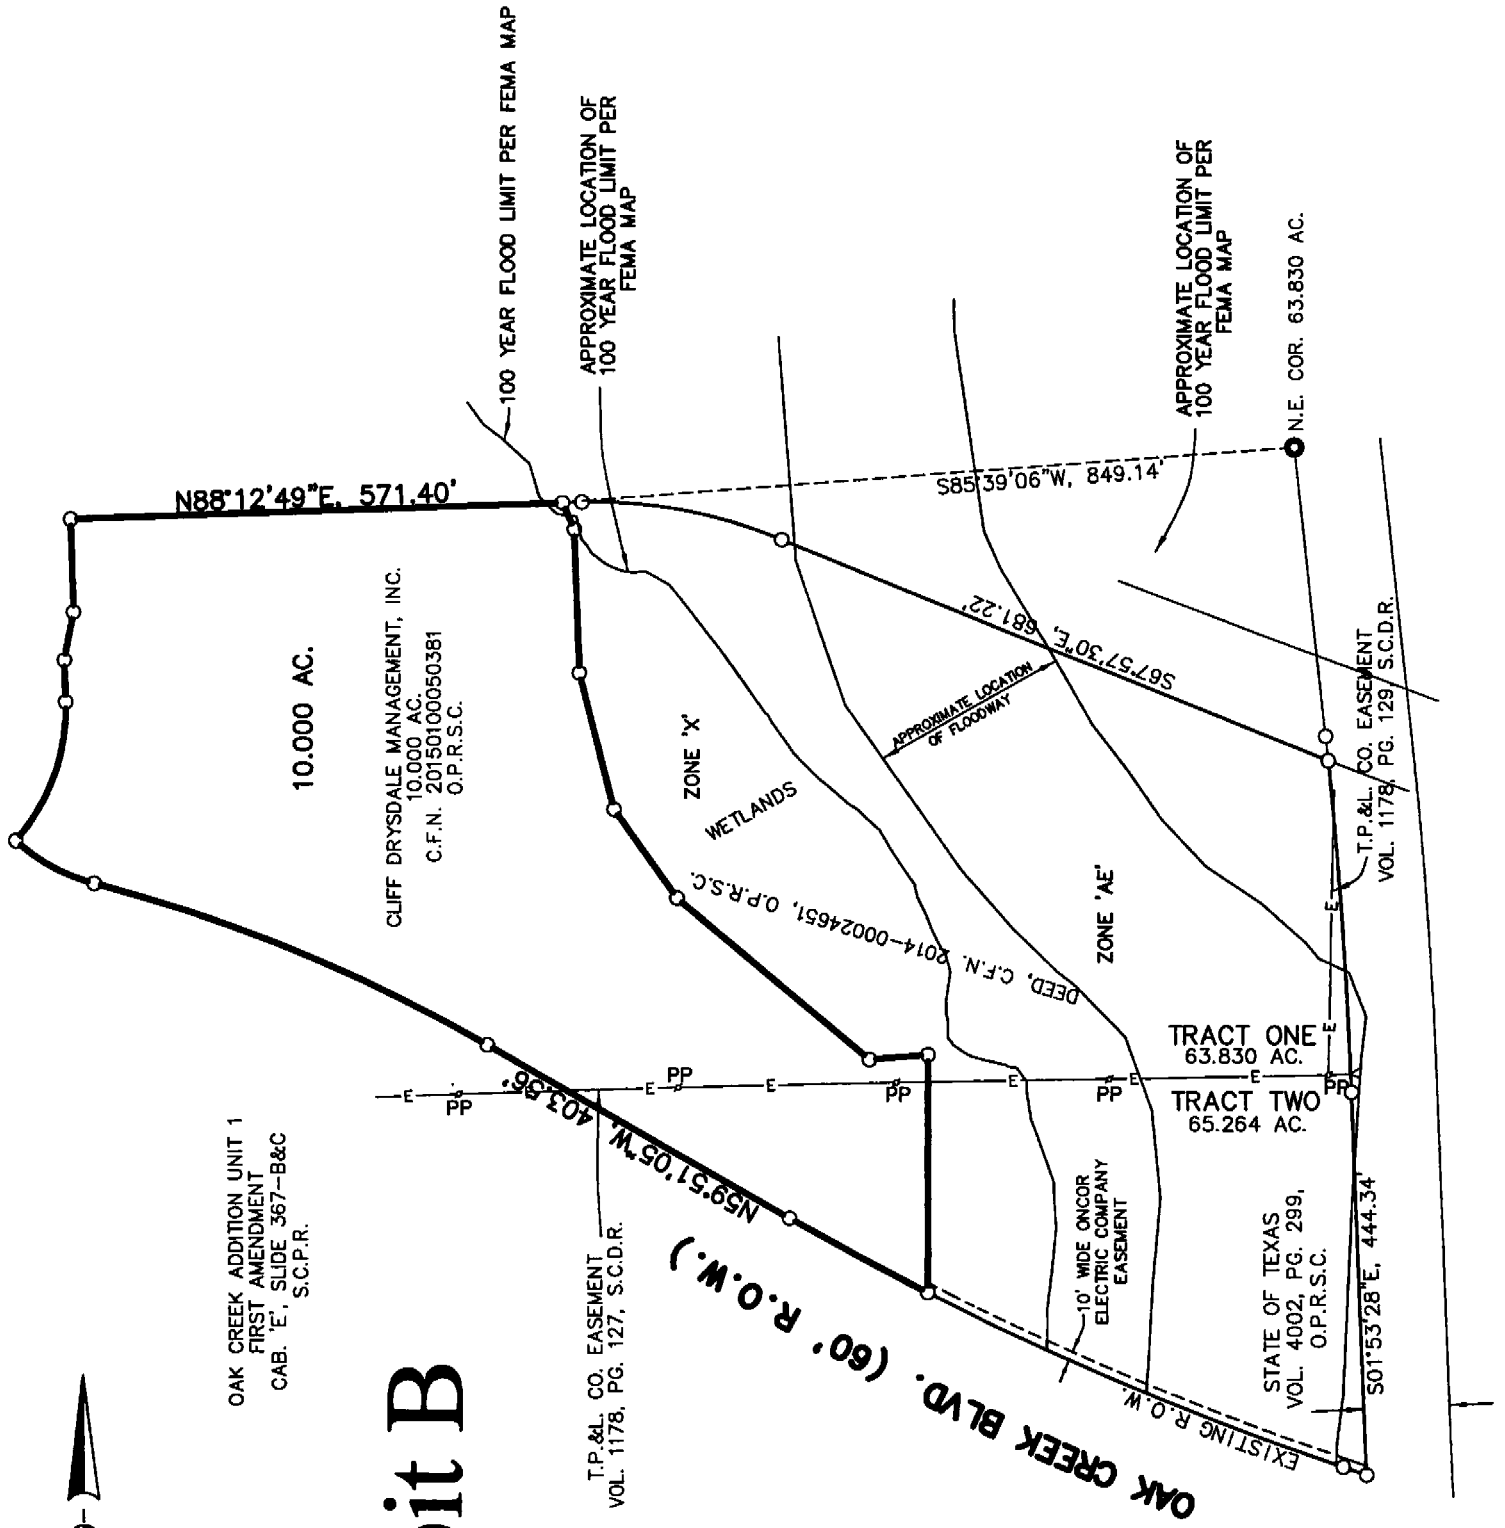 100 YEAR FLOOD LIMIT PER FEMA MAP
APPROXIMATE LOCATION OF
100 YEAR FLOOD LIMIT PER
FEMA MAP
N88°12'49"E, 571.40'
10.000 AC.
CLIFF DRYSDALE MANAGEMENT, INC.
10.000 AC.
C.F.N. 20150100050381
O.P.R.S.C.
S85°39'06"W, 849.14'
APPROXIMATE LOCATION OF
100 YEAR FLOOD LIMIT PER
FEMA MAP
N.E. COR. 63.830 AC.
S67°57'30"E, 681.22'
APPROXIMATE LOCATION
OF FLOODWAY
ZONE 'X'
WETLANDS
DEED, C.F.N. 2014-00024651, O.P.R.S.C.
ZONE 'AE'
T.P.&L. CO. EASEMENT
VOL. 1178, PG. 129 S.C.D.R.
E
E
TRACT ONE
63.830 AC.
E
PP
E
PP
E
PP
E
PP
E
E
PP
TRACT TWO
65.264 AC.
OAK CREEK ADDITION UNIT 1
FIRST AMENDMENT
CAB. 'E', SLIDE 367-B&C
S.C.P.R.
N59°51'05"W, 403.56'
T.P.&L. CO. EASEMENT
VOL. 1178, PG. 127, S.C.D.R.
OAK CREEK BLVD. (60' R.O.W.)
10' WIDE ONCOR
ELECTRIC COMPANY
EASEMENT
EXISTING R.O.W.
STATE OF TEXAS
VOL. 4002, PG. 299,
O.P.R.S.C.
S01°53'28"E, 444.34'
bit B